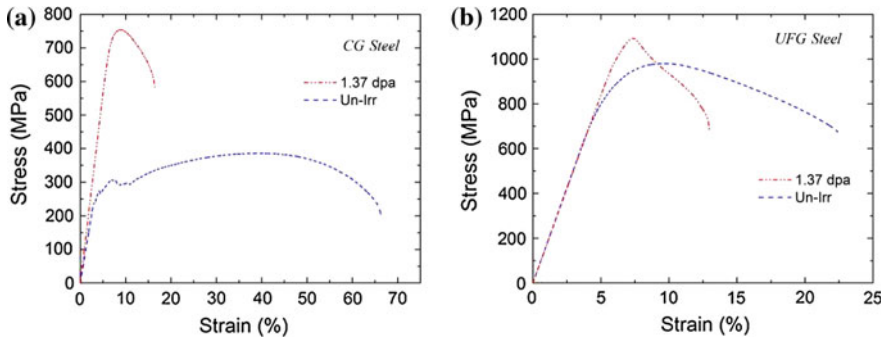 (a)
800
700
600
500
400
300
200
100
0
Stress (MPa)
CG Steel
1.37 dpa
Un-Irr
0 10 20 30 40 50 60 70
Strain (%)
(b)
1200
1000
800
600
400
200
0
Stress (MPa)
UFG Steel
1.37 dpa
Un-Irr
0 5 10 15 20 25
Strain (%)